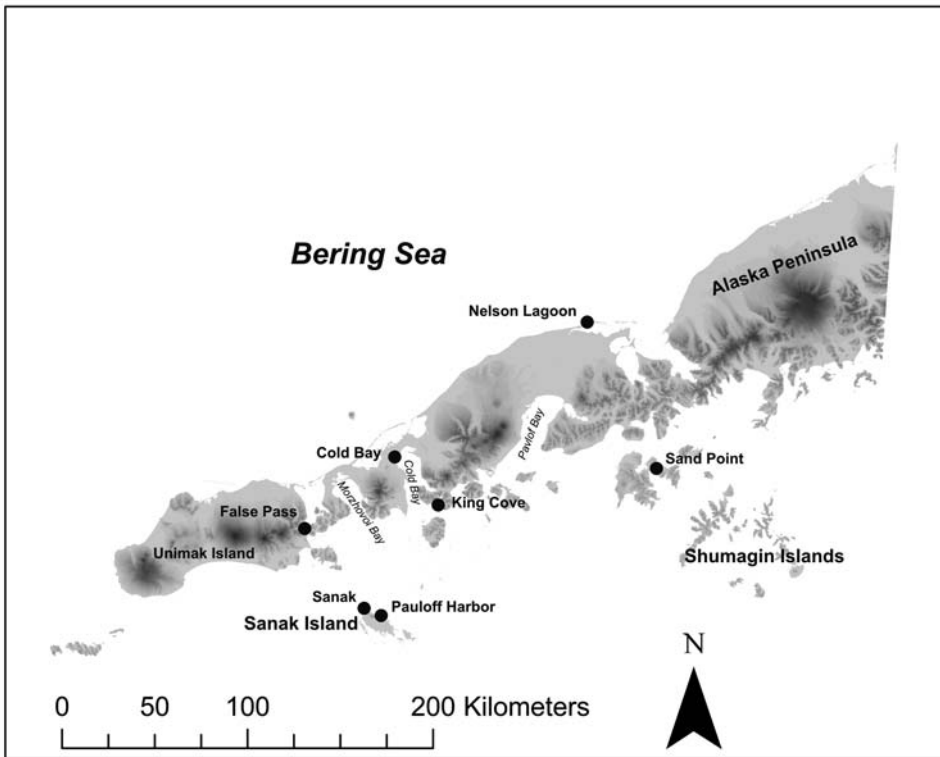 Bering Sea
Alaska Peninsula
Nelson Lagoon
Pavlof Bay
Cold Bay
Cold Bay
Sand Point
Morzhovoi Bay
King Cove
False Pass
Unimak Island
Shumagin Islands
Sanak
Pauloff Harbor
Sanak Island
N
0 50 100 200 Kilometers